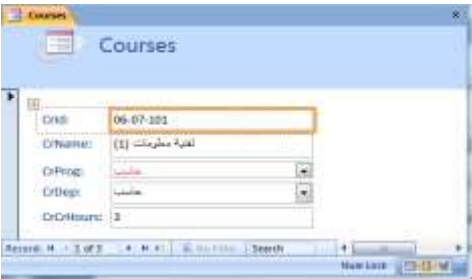 Courses
Courses
CrId: 06-07-101
CrName: تقنية معلومات (1)
CrProg: حاسب
CrDep: حاسب
CrCrHours: 3
Record: 1 of 3 No Filter Search
Num Lock